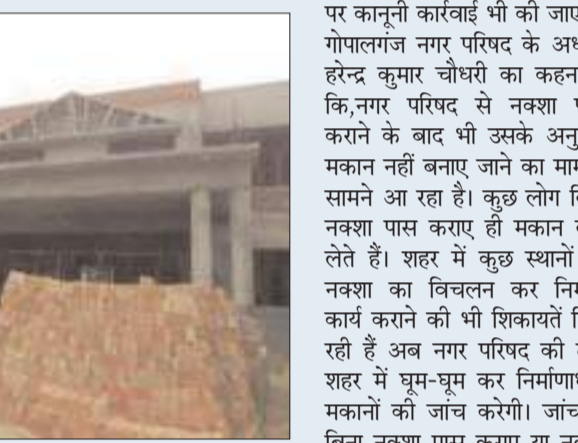 पर कानूनी कार्रवाई भी की जाए
गोपालगंज नगर परिषद के अध
हरेन्द्र कुमार चौधरी का कहना
कि,नगर परिषद से नक्शा प
कराने के बाद भी उसके अनु
मकान नहीं बनाए जाने का माम
सामने आ रहा है। कुछ लोग बि
नक्शा पास कराए ही मकान ब
लेते हैं। शहर में कुछ स्थानों
नक्शा का विचलन कर निर्म
कार्य कराने की भी शिकायतें मि
रही हैं अब नगर परिषद की
शहर में घूम-घूम कर निर्माणा
मकानों की जांच करेगी। जांच
बिना नक्शा पास कराए या